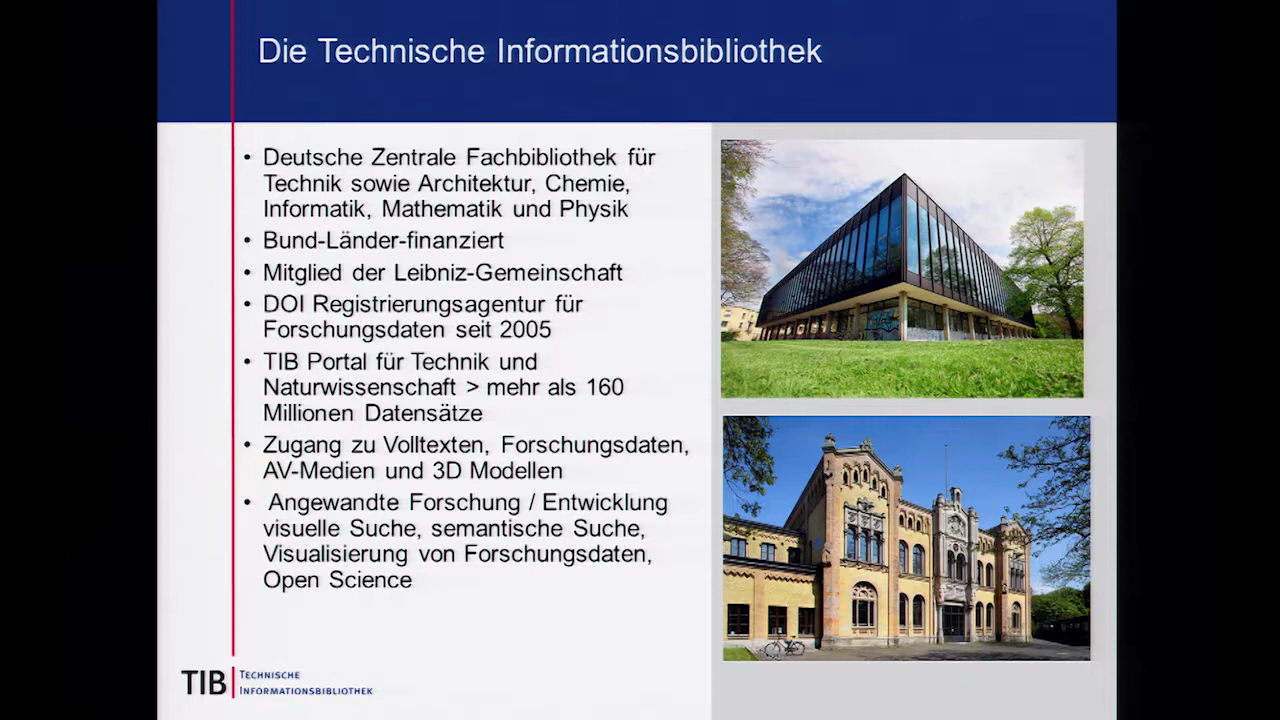 Die Technische Informationsbibliothek
• Deutsche Zentrale Fachbibliothek für
Technik sowie Architektur, Chemie,
Informatik, Mathematik und Physik
• Bund-Länder-finanziert
• Mitglied der Leibniz-Gemeinschaft
• DOI Registrierungsagentur für
Forschungsdaten seit 2005
• TIB Portal für Technik und
Naturwissenschaft > mehr als 160
Millionen Datensätze
• Zugang zu Volltexten, Forschungsdaten,
AV-Medien und 3D Modellen
• Angewandte Forschung / Entwicklung
visuelle Suche, semantische Suche,
Visualisierung von Forschungsdaten,
Open Science
TIB
TECHNISCHE
INFORMATIONSBIBLIOTHEK